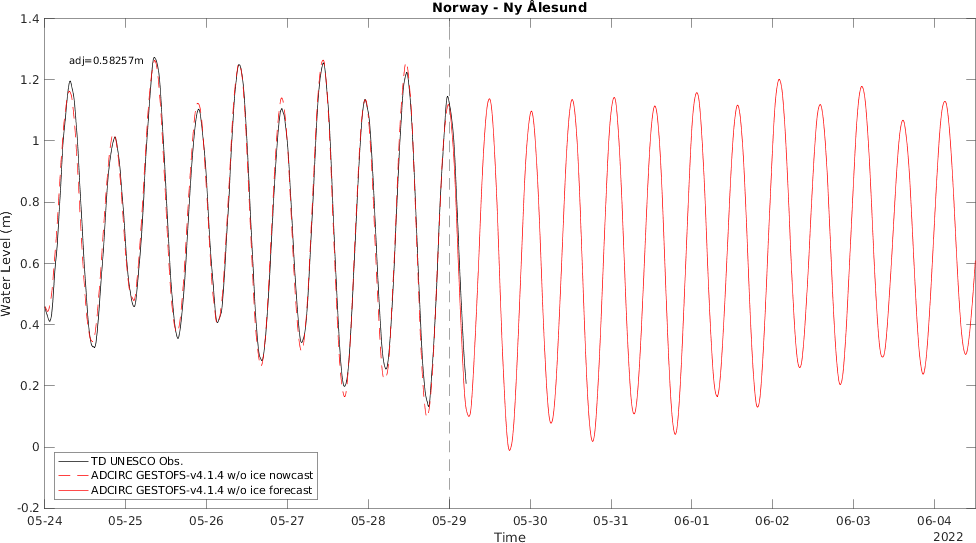 Norway - Ny Ålesund
adj=0.58257m
Water Level (m)
1.4
1.2
1
0.8
0.6
0.4
0.2
0
-0.2
TD UNESCO Obs.
ADCIRC GESTOFS-v4.1.4 w/o ice nowcast
ADCIRC GESTOFS-v4.1.4 w/o ice forecast
05-24 05-25 05-26 05-27 05-28 05-29 05-30 05-31 06-01 06-02 06-03 06-04
2022
Time